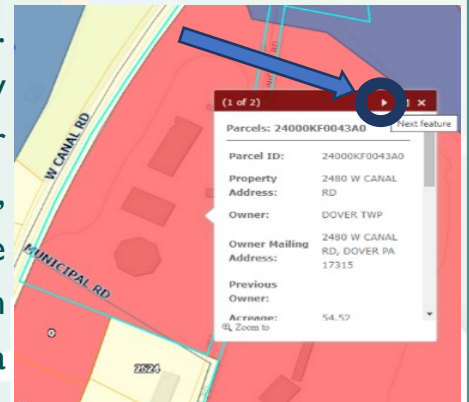 (1 of 2)
Next feature
Parcels: 24000KF0043A0
Parcel ID: 24000KF0043A0
Property Address: 2480 W CANAL RD
Owner: DOVER TWP
Owner Mailing Address: 2480 W CANAL RD, DOVER PA 17315
Previous Owner:
Acreage: 54.52
Zoom to
W CANAL RD
MUNICIPAL RD
2524